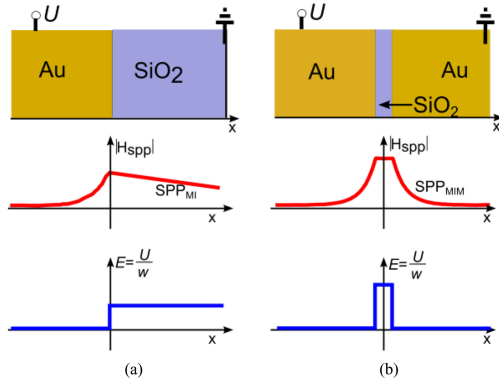 U
Au
SiO2
x
|Hspp|
SPPMI
x
E=U/w
x
(a)
U
Au
Au
SiO2
x
|Hspp|
SPPMIM
x
E=U/w
x
(b)